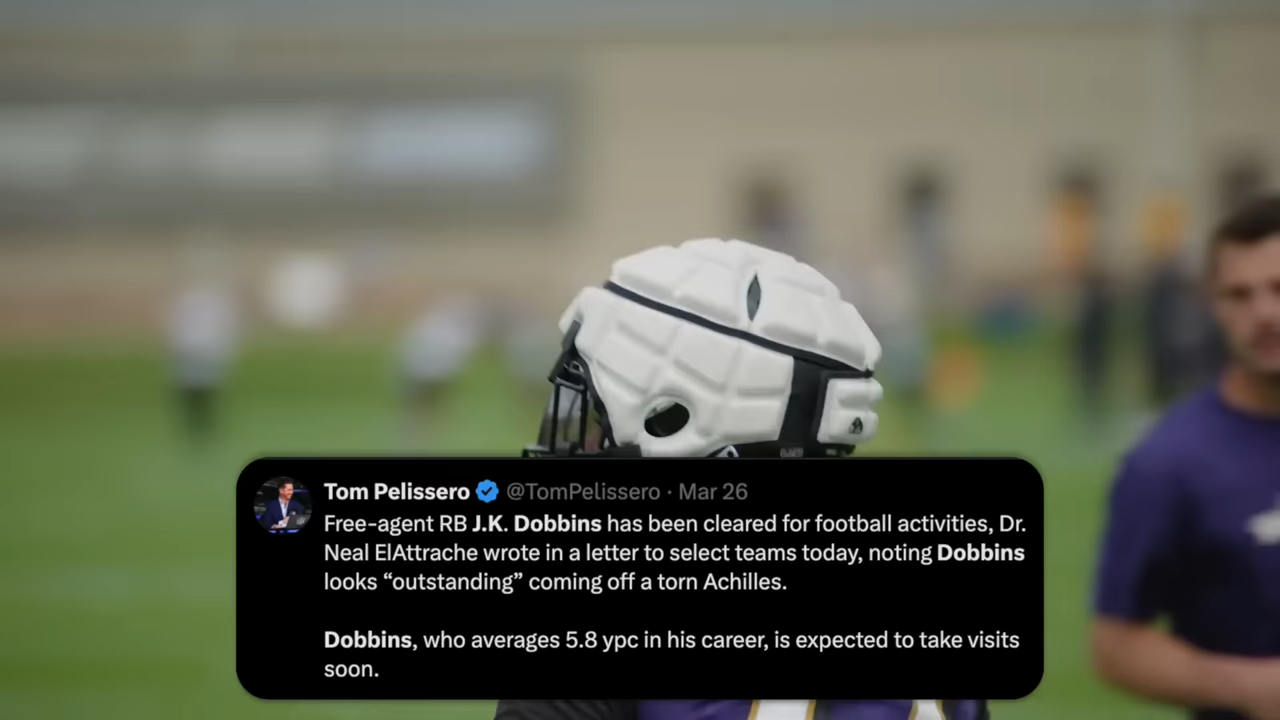 Tom Pelissero @TomPelissero · Mar 26
Free-agent RB J.K. Dobbins has been cleared for football activities, Dr.
Neal ElAttrache wrote in a letter to select teams today, noting Dobbins
looks “outstanding” coming off a torn Achilles.
Dobbins, who averages 5.8 ypc in his career, is expected to take visits
soon.